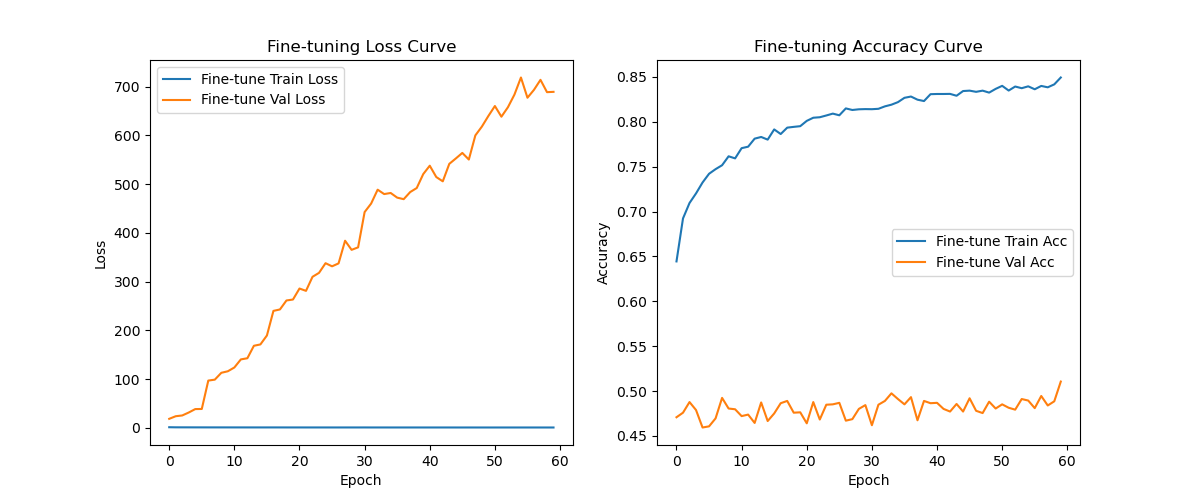 Fine-tuning Loss Curve
Fine-tune Train Loss
Fine-tune Val Loss
700
600
500
400
300
200
100
0
Loss
0 10 20 30 40 50 60
Epoch
Fine-tuning Accuracy Curve
0.85
0.80
0.75
0.70
0.65
0.60
0.55
0.50
0.45
Accuracy
Fine-tune Train Acc
Fine-tune Val Acc
0 10 20 30 40 50 60
Epoch